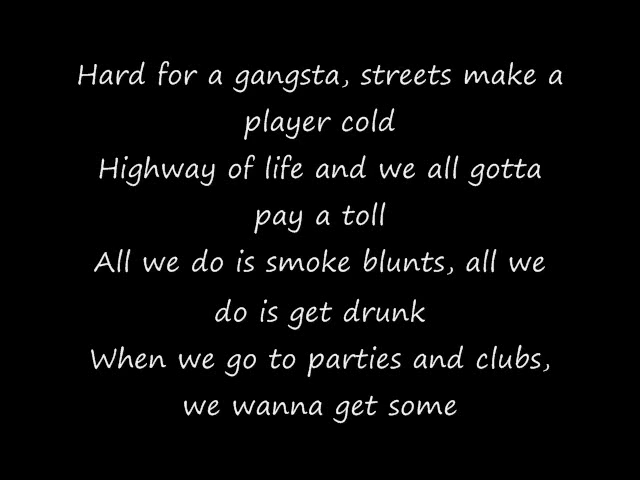 Hard for a gangsta, streets make a
player cold
Highway of life and we all gotta
pay a toll
All we do is smoke blunts, all we
do is get drunk
When we go to parties and clubs,
we wanna get some